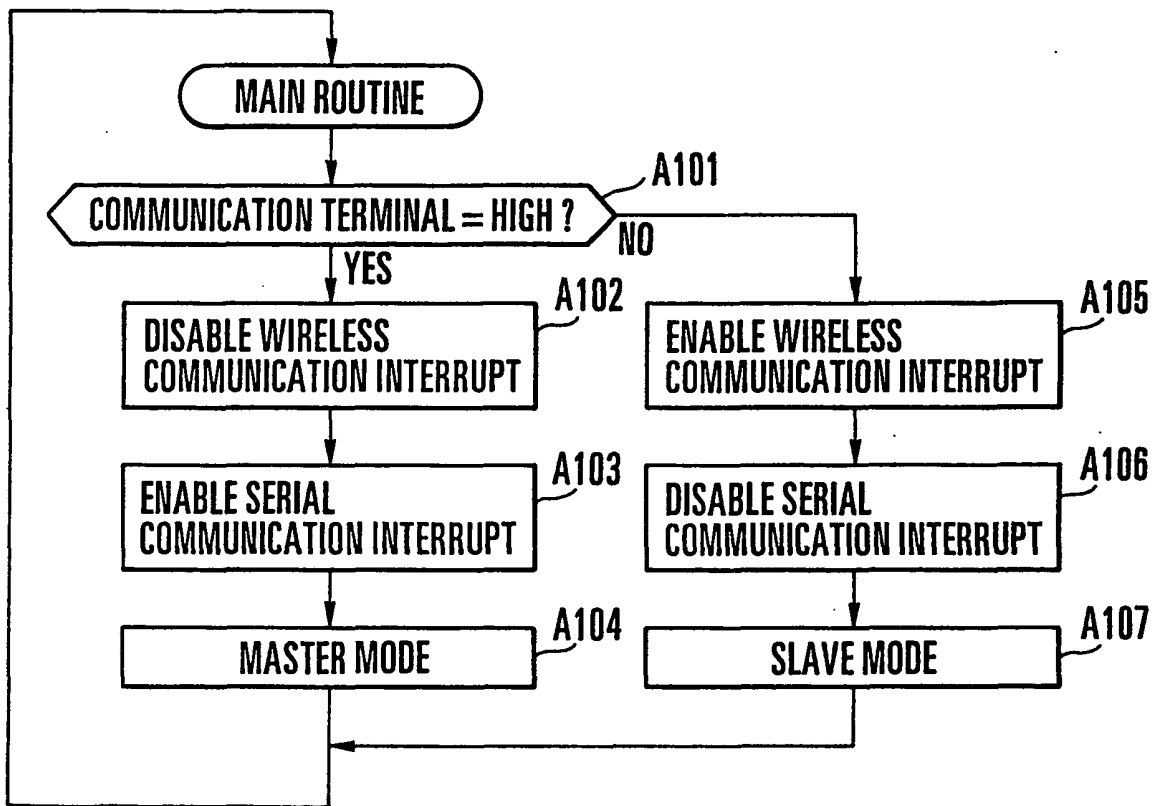 MAIN ROUTINE
A101
COMMUNICATION TERMINAL = HIGH ?
NO
YES
A102
DISABLE WIRELESS
COMMUNICATION INTERRUPT
A103
ENABLE SERIAL
COMMUNICATION INTERRUPT
A104
MASTER MODE
A105
ENABLE WIRELESS
COMMUNICATION INTERRUPT
A106
DISABLE SERIAL
COMMUNICATION INTERRUPT
A107
SLAVE MODE